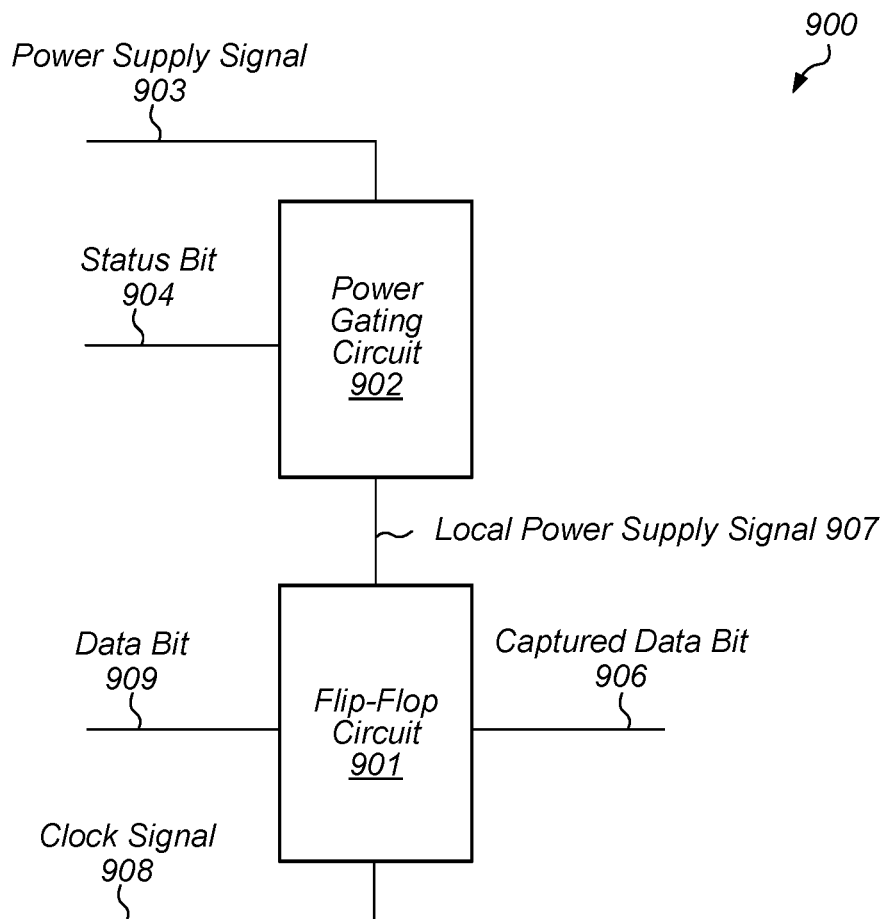 900
Power Supply Signal
903
Status Bit
904
Power
Gating
Circuit
902
Local Power Supply Signal 907
Data Bit
909
Captured Data Bit
906
Flip-Flop
Circuit
901
Clock Signal
908